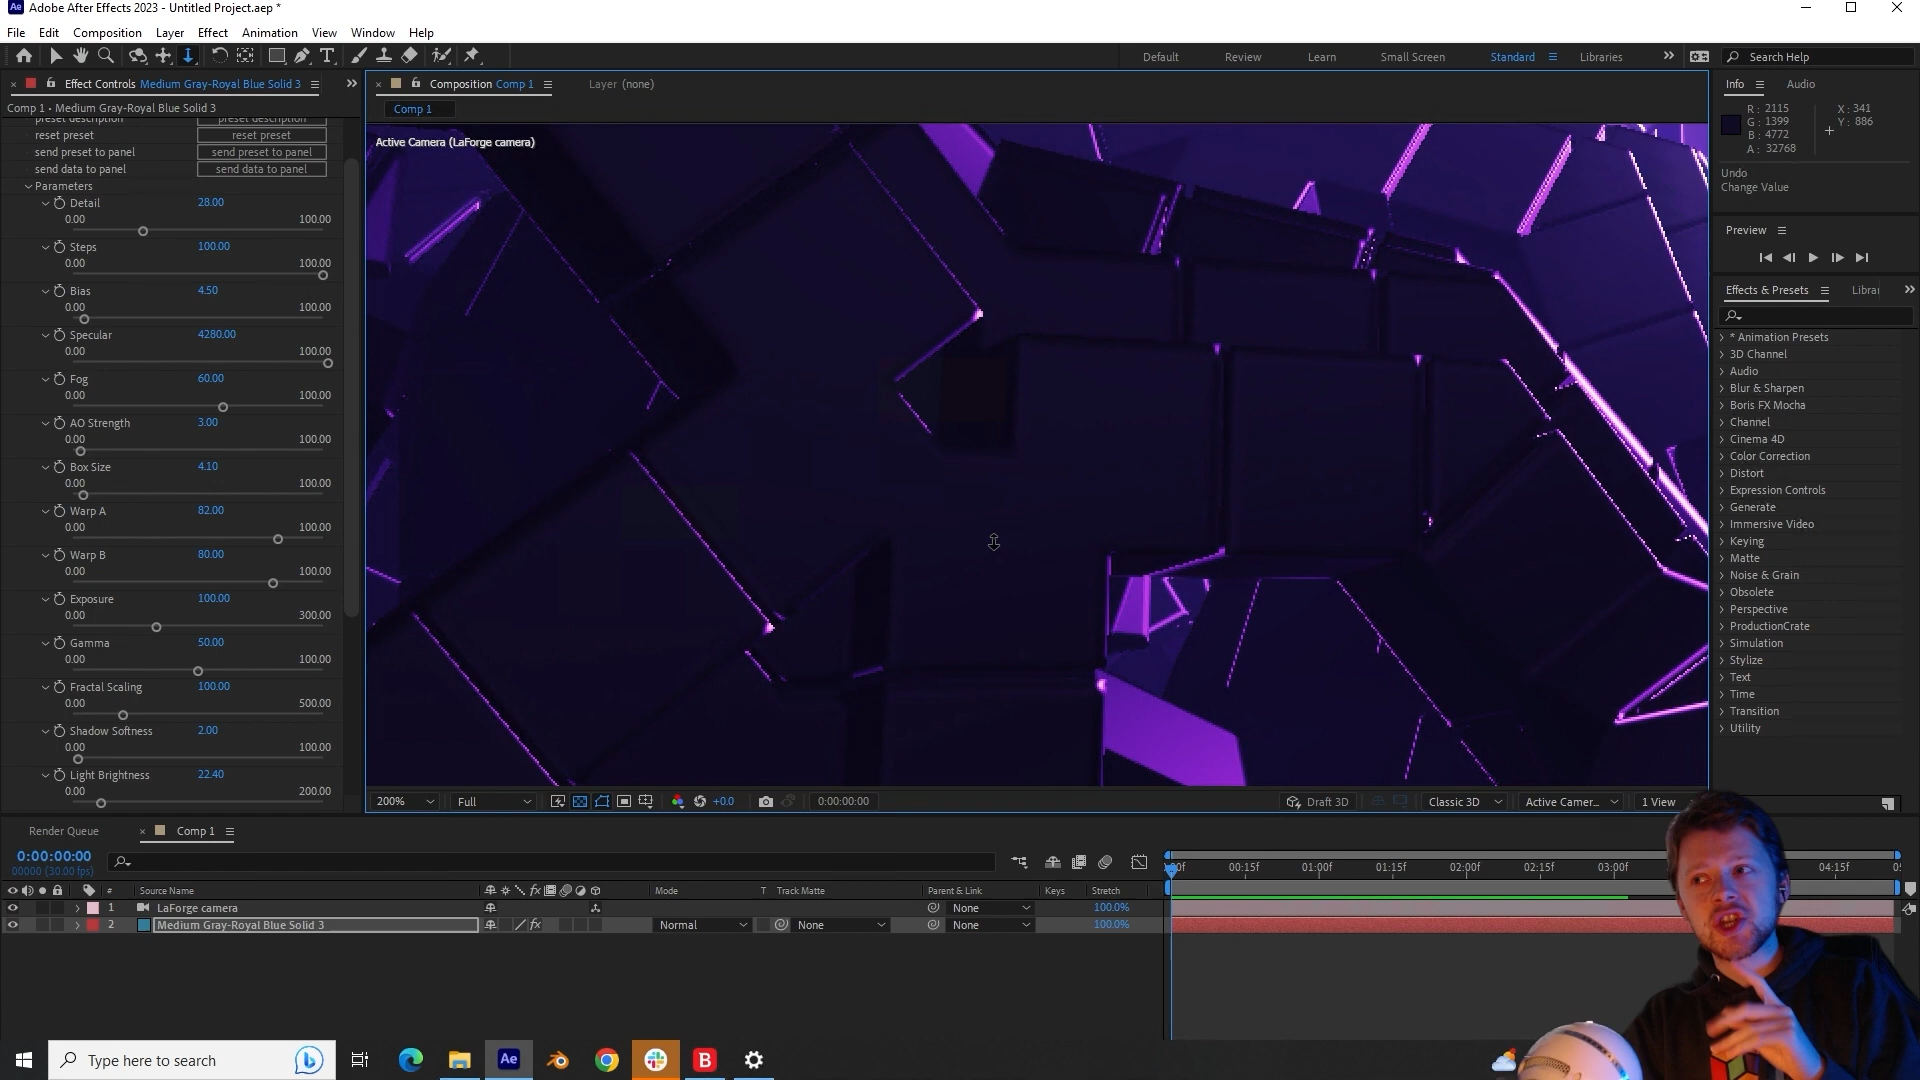 Adobe After Effects 2023 - Untitled Project.aep *
File Edit Composition Layer Effect Animation View Window Help
Default Review Learn Small Screen Standard Libraries Search Help
Effect Controls Medium Gray-Royal Blue Solid 3
Composition Comp 1
Layer (none)
Comp 1 • Medium Gray-Royal Blue Solid 3
Comp 1
preset description preset description
reset preset reset preset
send preset to panel send preset to panel
send data to panel send data to panel
Parameters
Detail 28.00
0.00 100.00
Steps 100.00
0.00 100.00
Bias 4.50
0.00 100.00
Specular 4280.00
0.00 100.00
Fog 60.00
0.00 100.00
AO Strength 3.00
0.00 100.00
Box Size 4.10
0.00 100.00
Warp A 82.00
0.00 100.00
Warp B 80.00
0.00 100.00
Exposure 100.00
0.00 300.00
Gamma 50.00
0.00 100.00
Fractal Scaling 100.00
0.00 500.00
Shadow Softness 2.00
0.00 100.00
Light Brightness 22.40
0.00 200.00
Active Camera (LaForge camera)
200% Full +0.0 0:00:00:00 Draft 3D Classic 3D Active Camer... 1 View
Info Audio
R: 2115 X: 341
G: 1399 Y: 886
B: 4772
A: 32768
Undo
Change Value
Preview
Effects & Presets Librar
* Animation Presets
3D Channel
Audio
Blur & Sharpen
Boris FX Mocha
Channel
Cinema 4D
Color Correction
Distort
Expression Controls
Generate
Immersive Video
Keying
Matte
Noise & Grain
Obsolete
Perspective
ProductionCrate
Simulation
Stylize
Text
Time
Transition
Utility
Render Queue Comp 1
0:00:00:00
00000 (30.00 fps)
:00f 00:15f 01:00f 01:15f 02:00f 02:15f 03:00f 04:15f 05
# Source Name Mode T Track Matte Parent & Link Keys Stretch
1 LaForge camera None 100.0%
2 Medium Gray-Royal Blue Solid 3 Normal None None 100.0%
Type here to search